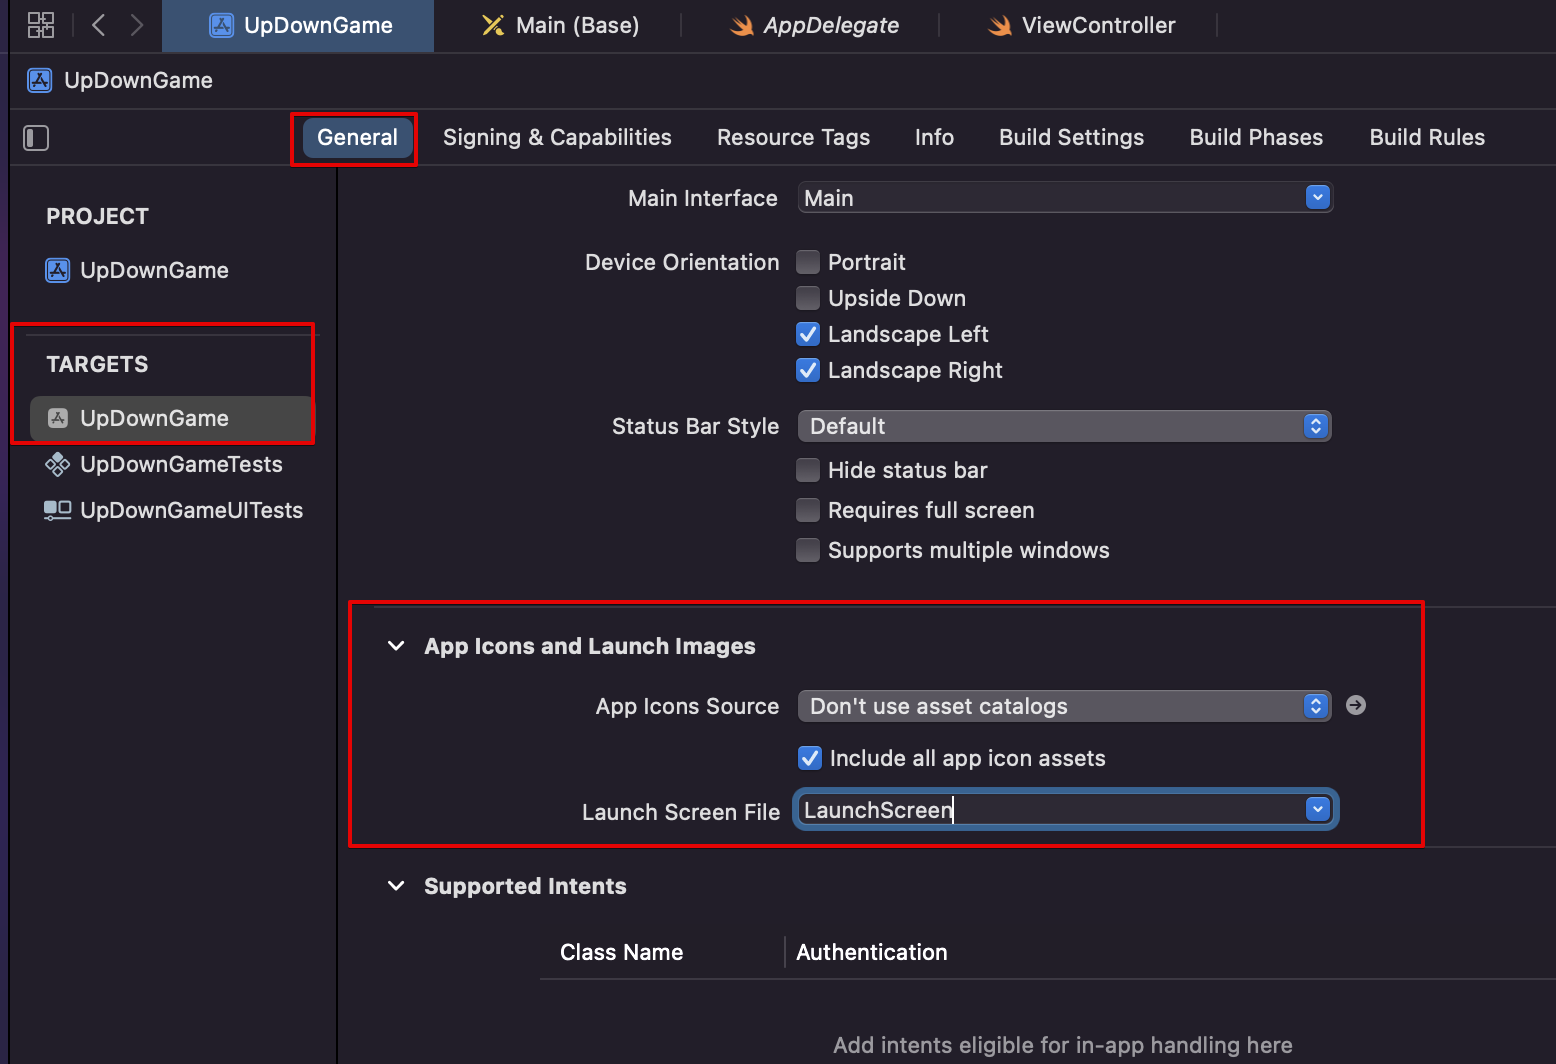 UpDownGame
Main (Base)
AppDelegate
ViewController
UpDownGame
General
Signing & Capabilities
Resource Tags
Info
Build Settings
Build Phases
Build Rules
PROJECT
UpDownGame
TARGETS
UpDownGame
UpDownGameTests
UpDownGameUITests
Main Interface
Main
Device Orientation
Portrait
Upside Down
Landscape Left
Landscape Right
Status Bar Style
Default
Hide status bar
Requires full screen
Supports multiple windows
App Icons and Launch Images
App Icons Source
Don't use asset catalogs
Include all app icon assets
Launch Screen File
LaunchScreen
Supported Intents
Class Name
Authentication
Add intents eligible for in-app handling here